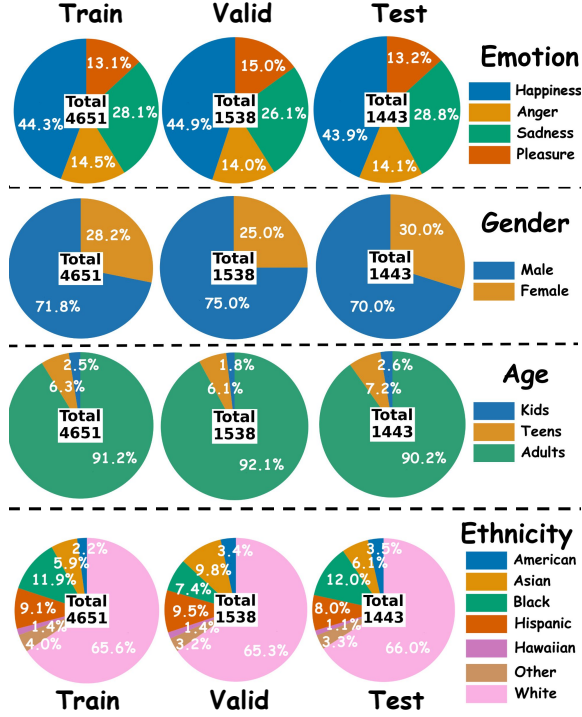 Train Valid Test
Emotion
13.1% 15.0% 13.2%
Total 4651 Total 1538 Total 1443
44.3% 28.1% 44.9% 26.1% 43.9% 28.8%
14.5% 14.0% 14.1%
Happiness
Anger
Sadness
Pleasure
Gender
28.2% 25.0% 30.0%
Total 4651 Total 1538 Total 1443
71.8% 75.0% 70.0%
Male
Female
Age
2.5% 1.8% 2.6%
6.3% 6.1% 7.2%
Total 4651 Total 1538 Total 1443
91.2% 92.1% 90.2%
Kids
Teens
Adults
Ethnicity
2.2% 3.4% 3.5%
5.9% 9.8% 6.1%
11.9% 7.4% 12.0%
9.1% 9.5% 8.0%
Total 4651 Total 1538 Total 1443
1.4% 1.4% 1.1%
4.0% 3.2% 3.3%
65.6% 65.3% 66.0%
American
Asian
Black
Hispanic
Hawaiian
Other
White
Train Valid Test